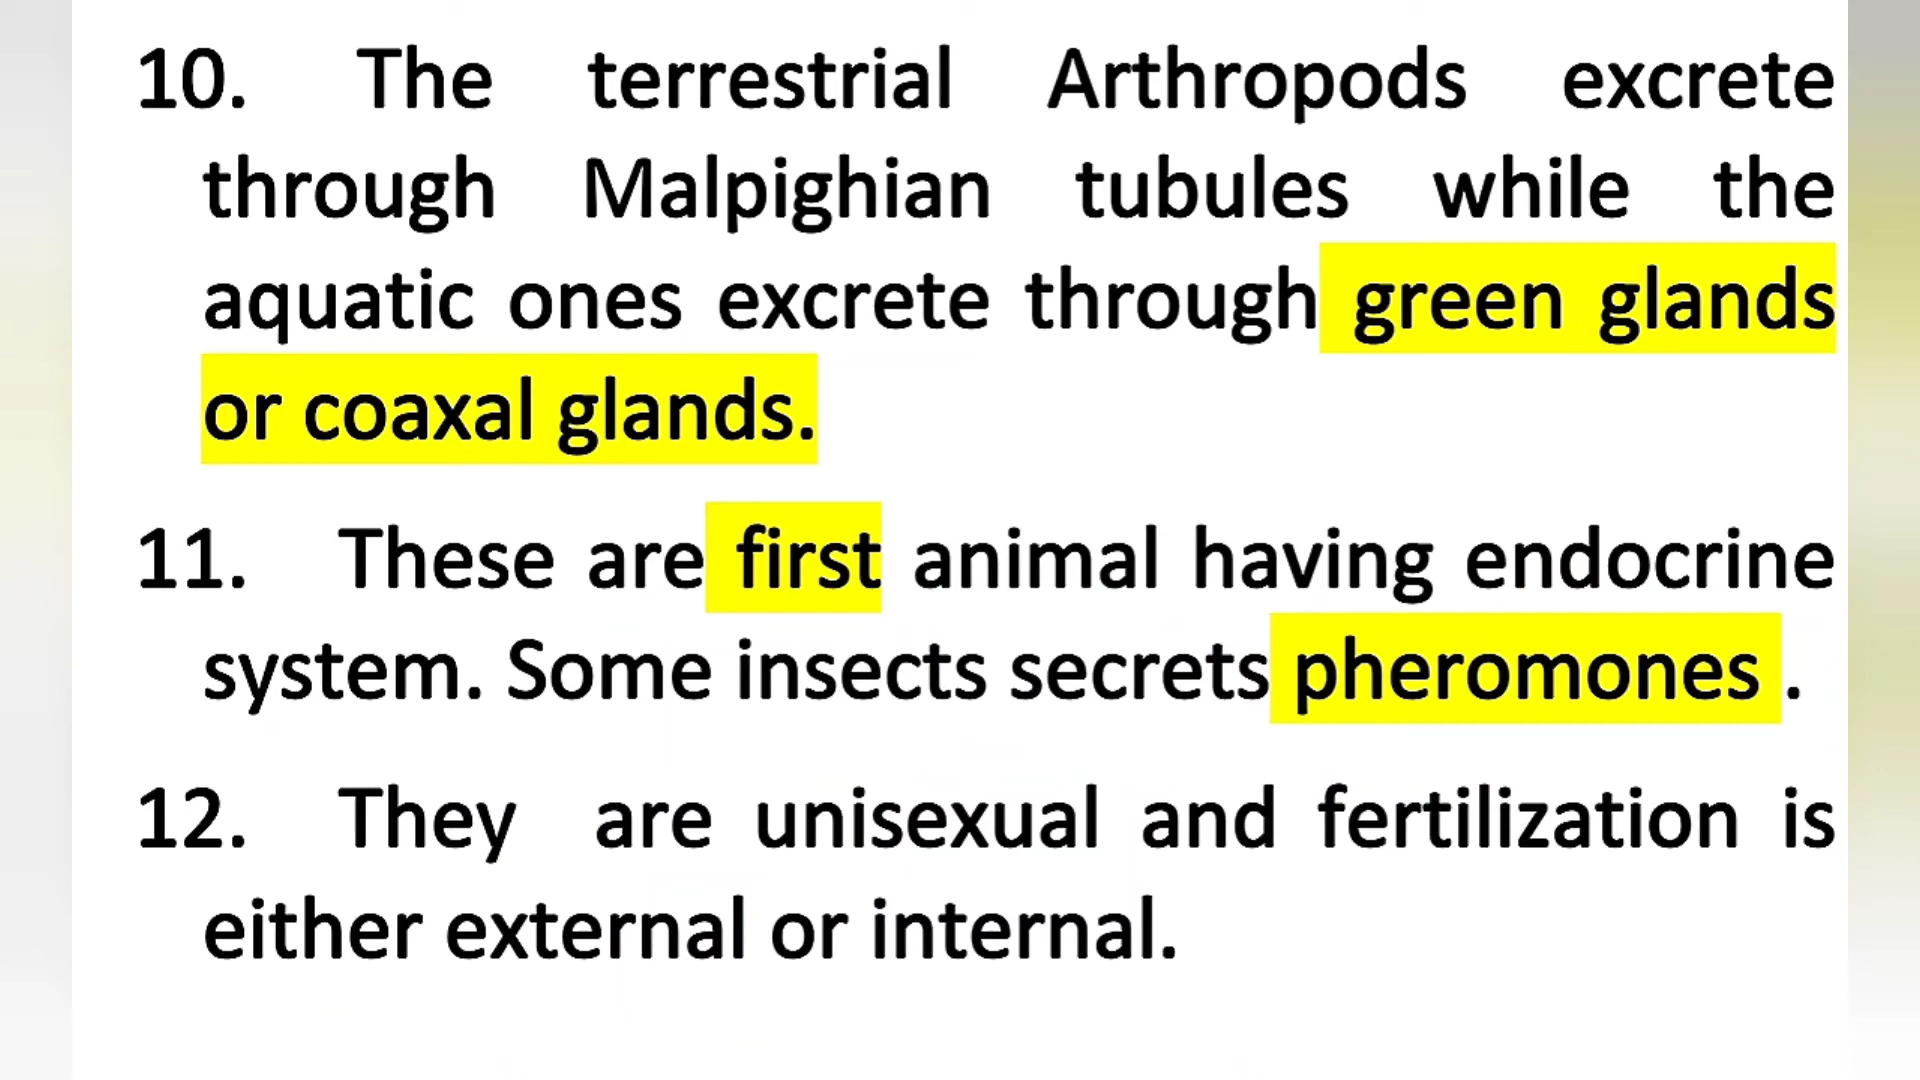 10. The terrestrial Arthropods excrete
through Malpighian tubules while the
aquatic ones excrete through green glands
or coaxal glands.
11. These are first animal having endocrine
system. Some insects secrets pheromones .
12. They are unisexual and fertilization is
either external or internal.